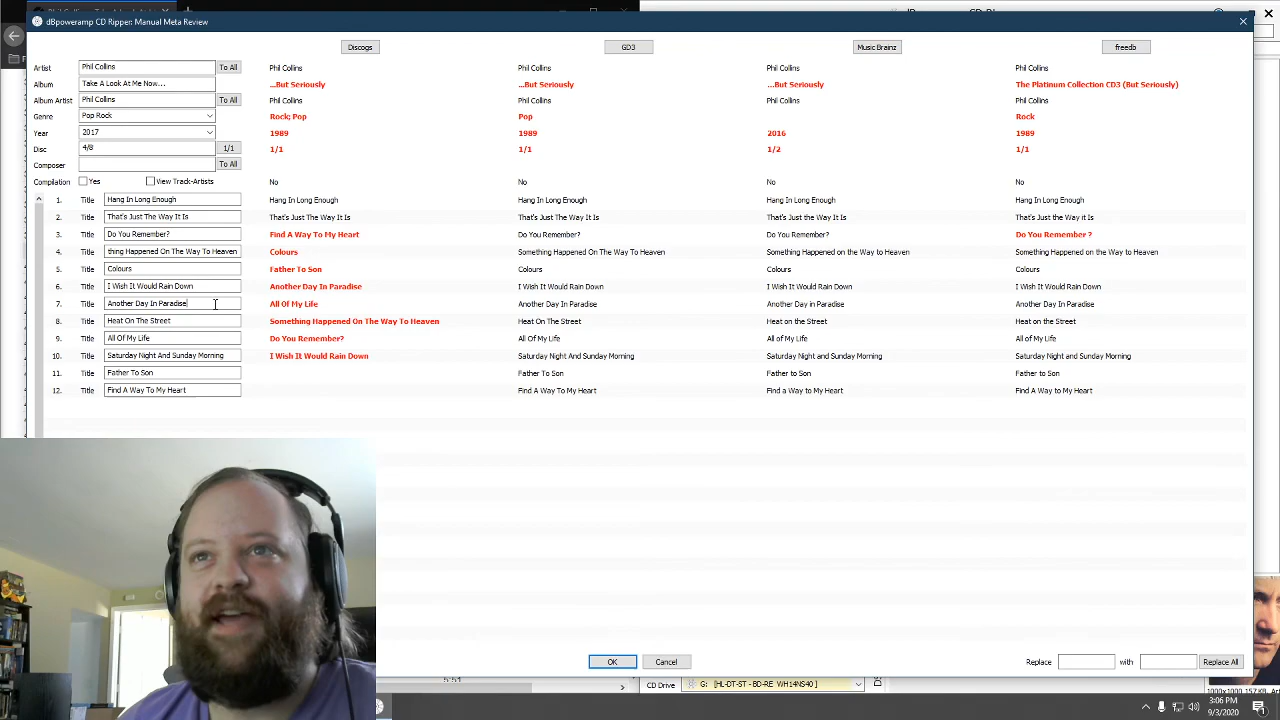 dBpoweramp CD Ripper: Manual Meta Review
Discogs GD3 Music Brainz freedb
Artist Phil Collins To All Phil Collins Phil Collins Phil Collins Phil Collins
Album Take A Look At Me Now... ...But Seriously ...But Seriously ...But Seriously The Platinum Collection CD3 (But Seriously)
Album Artist Phil Collins To All Phil Collins Phil Collins Phil Collins Phil Collins
Genre Pop Rock Rock; Pop Pop Rock
Year 2017 1989 1989 2016 1989
Disc 4/8 1/1 1/1 1/1 1/2 1/1
Composer To All
Compilation Yes View Track-Artists No No No No
1. Title Hang In Long Enough Hang In Long Enough Hang In Long Enough Hang In Long Enough Hang In Long Enough
2. Title That's Just The Way It Is That's Just The Way It Is That's Just The Way It Is That's Just the Way It Is That's Just the Way it Is
3. Title Do You Remember? Find A Way To My Heart Do You Remember? Do You Remember? Do You Remember ?
4. Title thing Happened On The Way To Heaven Colours Something Happened On The Way To Heaven Something Happened on the Way to Heaven Something Happened on the Way to Heaven
5. Title Colours Father To Son Colours Colours Colours
6. Title I Wish It Would Rain Down Another Day In Paradise I Wish It Would Rain Down I Wish It Would Rain Down I Wish It Would Rain Down
7. Title Another Day In Paradise All Of My Life Another Day In Paradise Another Day in Paradise Another Day In Paradise
8. Title Heat On The Street Something Happened On The Way To Heaven Heat On The Street Heat on the Street Heat on the Street
9. Title All Of My Life Do You Remember? All Of My Life All of My Life All of My Life
10. Title Saturday Night And Sunday Morning I Wish It Would Rain Down Saturday Night And Sunday Morning Saturday Night and Sunday Morning Saturday Night and Sunday Morning
11. Title Father To Son Father To Son Father to Son Father to Son
12. Title Find A Way To My Heart Find A Way To My Heart Find a Way to My Heart Find A Way to My Heart
OK Cancel Replace with Replace All
5:51 CD Drive G: [HL-DT-ST - BD-RE WH14NS40 ]
3:06 PM
9/3/2020